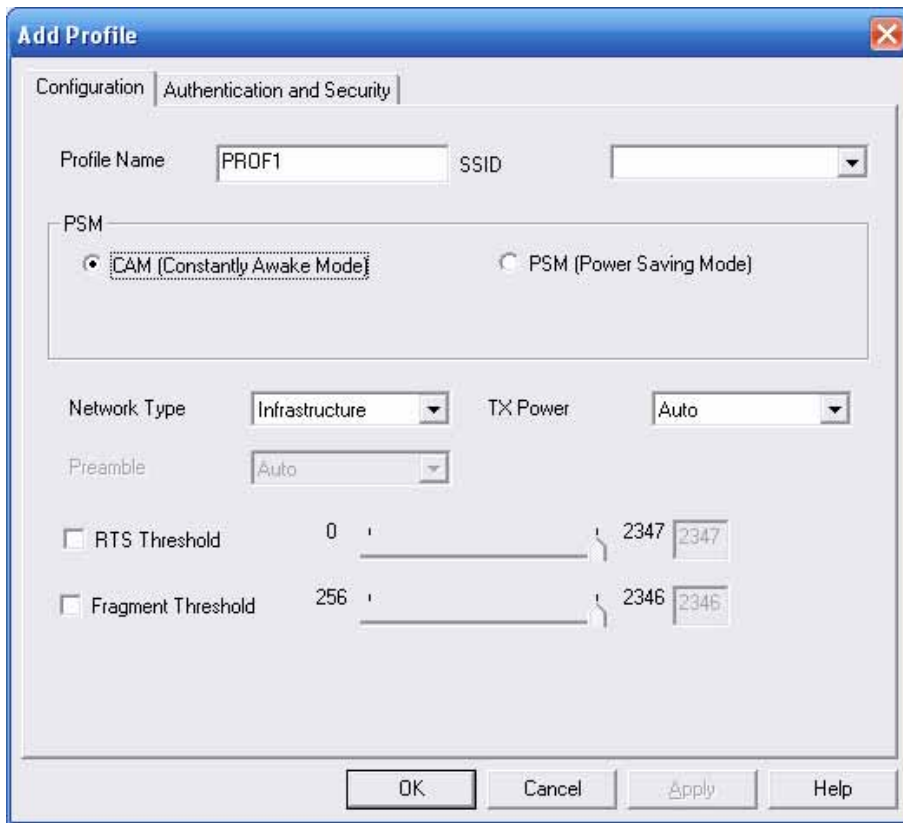 Add Profile
Configuration
Authentication and Security
Profile Name
PROF1
SSID
PSM
CAM (Constantly Awake Mode)
PSM (Power Saving Mode)
Network Type
Infrastructure
TX Power
Auto
Preamble
Auto
RTS Threshold
0
2347
2347
Fragment Threshold
256
2346
2346
OK
Cancel
Apply
Help